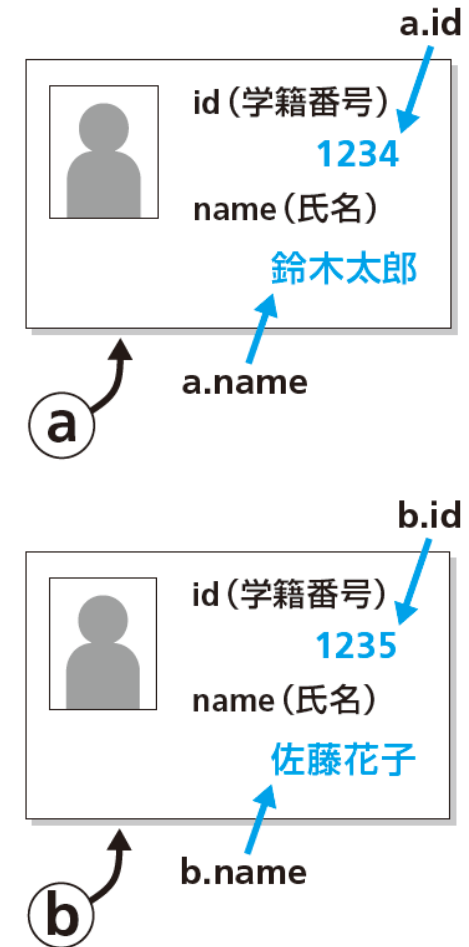 a.id
id（学籍番号）
1234
name（氏名）
鈴木太郎
a.name
a
b.id
id（学籍番号）
1235
name（氏名）
佐藤花子
b.name
b